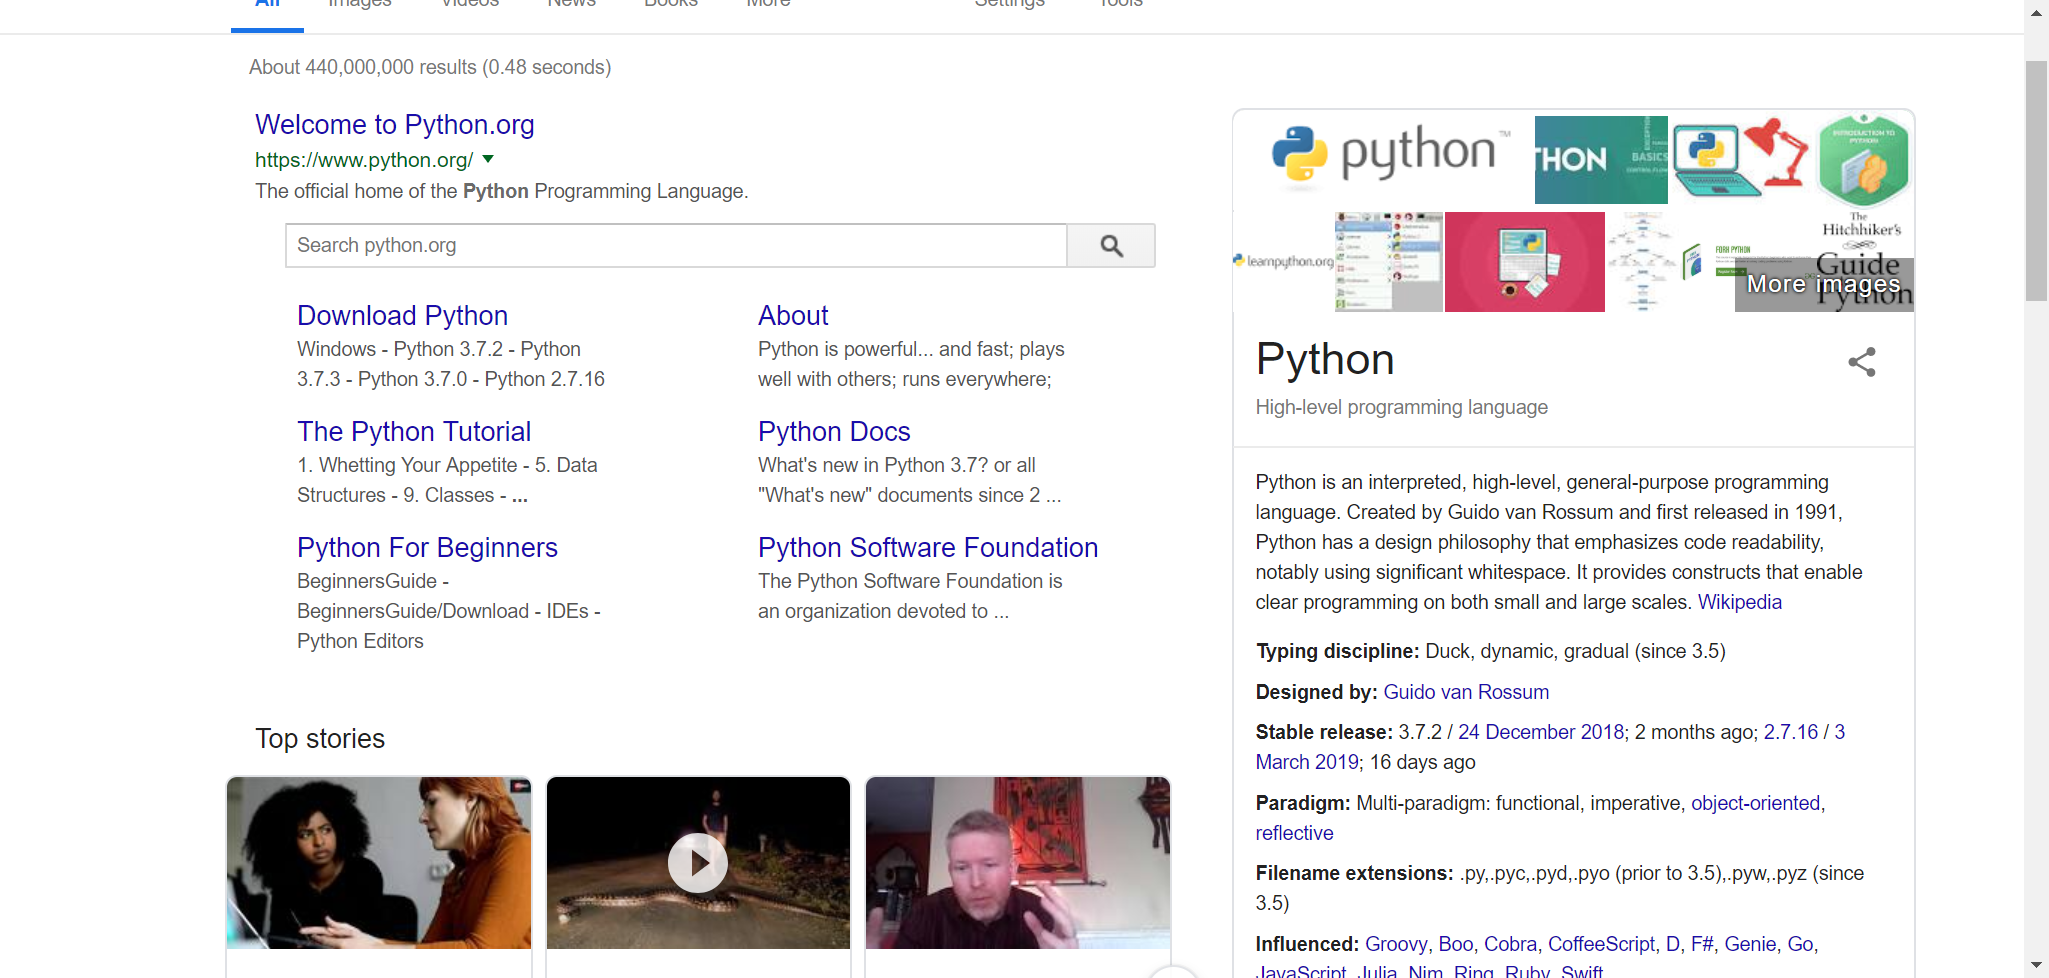 All Images Videos News Books More Settings Tools
About 440,000,000 results (0.48 seconds)
Welcome to Python.org
https://www.python.org/
The official home of the Python Programming Language.
Search python.org
Download Python
Windows - Python 3.7.2 - Python
3.7.3 - Python 3.7.0 - Python 2.7.16
About
Python is powerful... and fast; plays
well with others; runs everywhere;
The Python Tutorial
1. Whetting Your Appetite - 5. Data
Structures - 9. Classes - ...
Python Docs
What's new in Python 3.7? or all
"What's new" documents since 2 ...
Python For Beginners
BeginnersGuide -
BeginnersGuide/Download - IDEs -
Python Editors
Python Software Foundation
The Python Software Foundation is
an organization devoted to ...
Top stories
python™
THON
BASICS
INTRODUCTION TO
PYTHON
learnpython.org
FORK PYTHON
The
Hitchhiker's
Guide
Python
More images
Python
High-level programming language
Python is an interpreted, high-level, general-purpose programming
language. Created by Guido van Rossum and first released in 1991,
Python has a design philosophy that emphasizes code readability,
notably using significant whitespace. It provides constructs that enable
clear programming on both small and large scales. Wikipedia
Typing discipline: Duck, dynamic, gradual (since 3.5)
Designed by: Guido van Rossum
Stable release: 3.7.2 / 24 December 2018; 2 months ago; 2.7.16 / 3
March 2019; 16 days ago
Paradigm: Multi-paradigm: functional, imperative, object-oriented,
reflective
Filename extensions: .py,.pyc,.pyd,.pyo (prior to 3.5),.pyw,.pyz (since
3.5)
Influenced: Groovy, Boo, Cobra, CoffeeScript, D, F#, Genie, Go,
JavaScript, Julia, Nim, Ring, Ruby, Swift